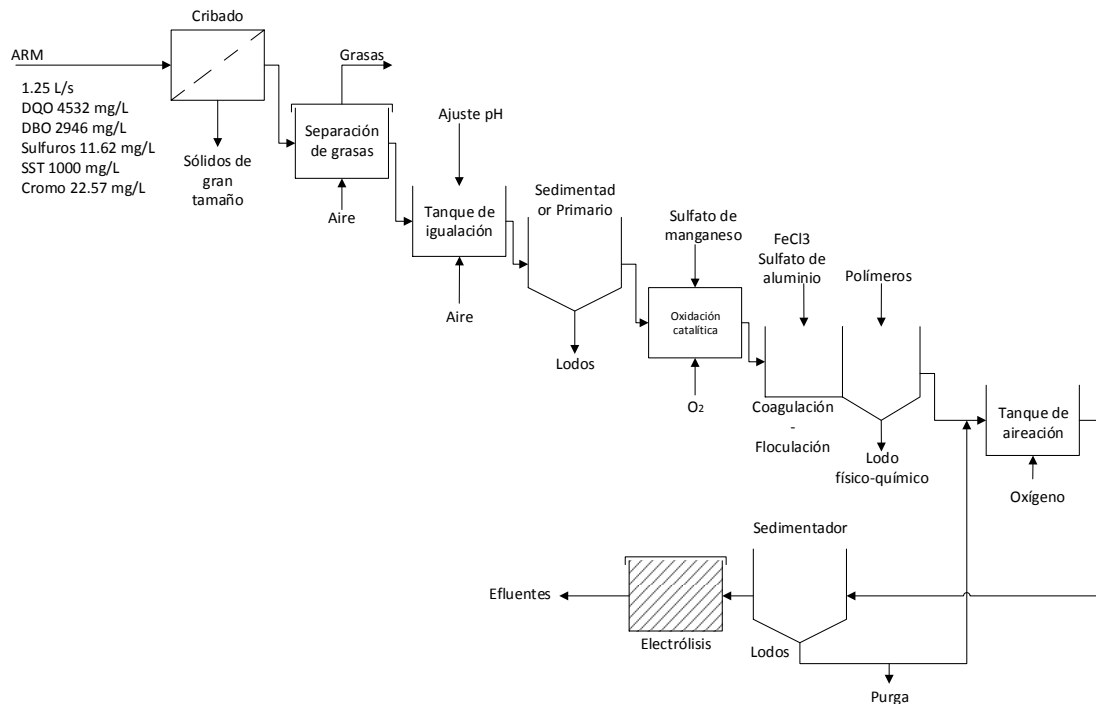 Cribado
ARM
1.25 L/s
DQO 4532 mg/L
DBO 2946 mg/L
Sulfuros 11.62 mg/L
SST 1000 mg/L
Cromo 22.57 mg/L
Sólidos de
gran
tamaño
Grasas
Separación
de grasas
Aire
Ajuste pH
Tanque de
igualación
Aire
Sedimentad
or Primario
Lodos
Sulfato de
manganeso
Oxidación
catalítica
O2
FeCl3
Sulfato de
aluminio
Coagulación
-
Floculación
Polímeros
Lodo
físico-químico
Tanque de
aireación
Oxígeno
Sedimentador
Lodos
Purga
Electrólisis
Efluentes